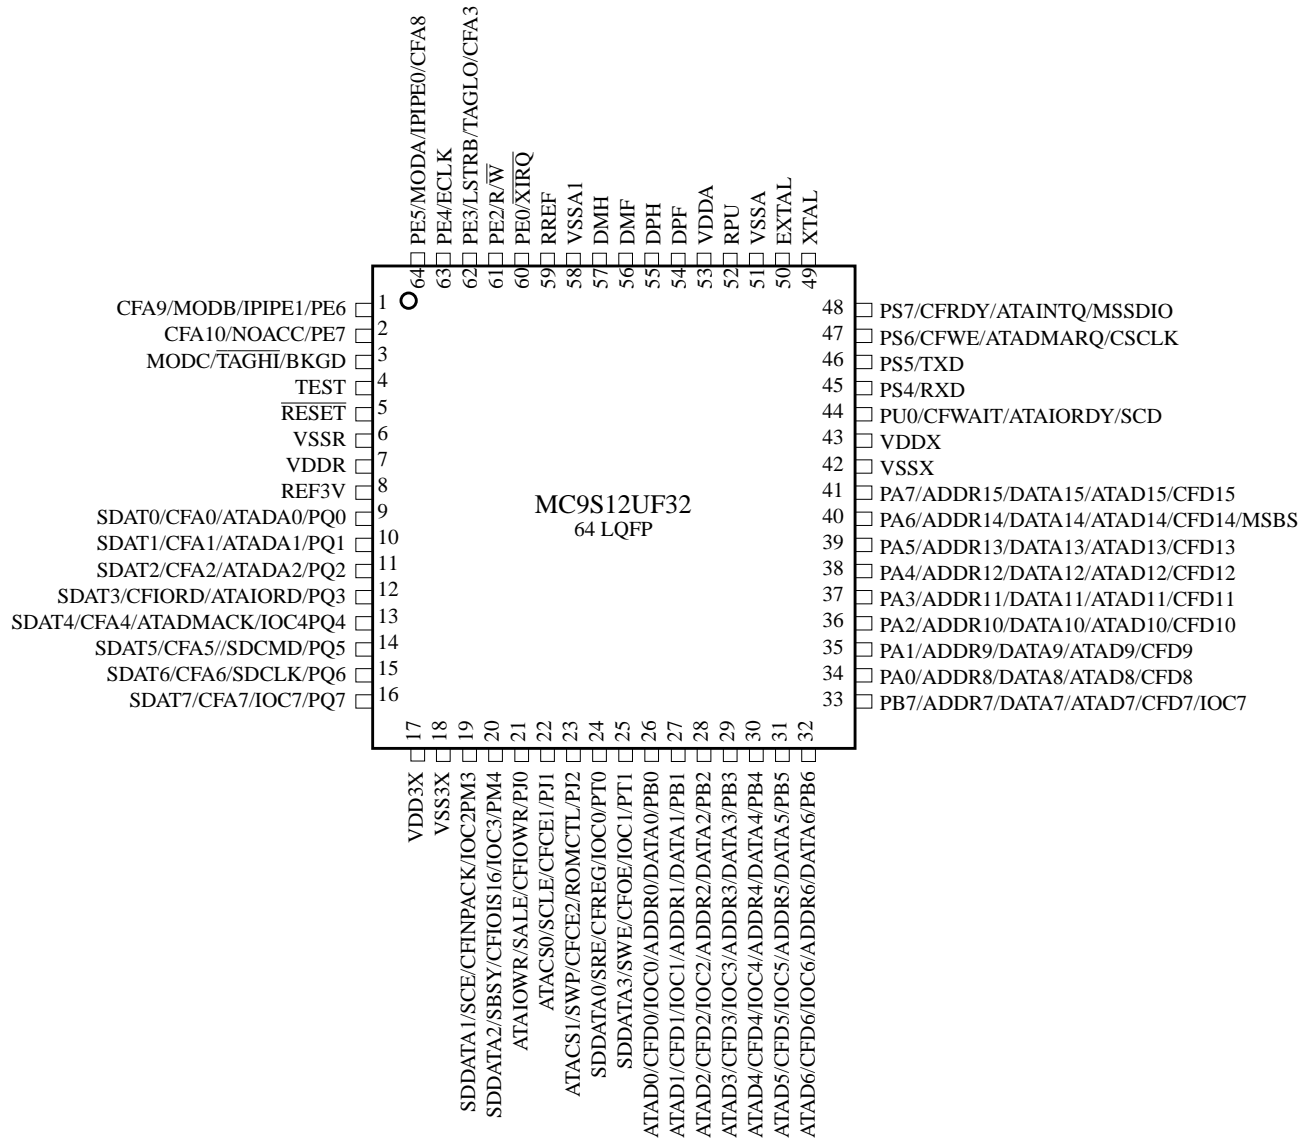 64 PE5/MODA/IPIPE0/CFA8
63 PE4/ECLK
62 PE3/LSTRB/TAGLO/CFA3
61 PE2/R/W
60 PE0/XIRQ
59 RREF
58 VSSA1
57 DMH
56 DMF
55 DPH
54 DPF
53 VDDA
52 RPU
51 VSSA
50 EXTAL
49 XTAL
CFA9/MODB/IPIPE1/PE6 1
CFA10/NOACC/PE7 2
MODC/TAGHI/BKGD 3
TEST 4
RESET 5
VSSR 6
VDDR 7
REF3V 8
SDAT0/CFA0/ATADA0/PQ0 9
SDAT1/CFA1/ATADA1/PQ1 10
SDAT2/CFA2/ATADA2/PQ2 11
SDAT3/CFIORD/ATAIORD/PQ3 12
SDAT4/CFA4/ATADMACK/IOC4PQ4 13
SDAT5/CFA5//SDCMD/PQ5 14
SDAT6/CFA6/SDCLK/PQ6 15
SDAT7/CFA7/IOC7/PQ7 16
MC9S12UF32
64 LQFP
48 PS7/CFRDY/ATAINTQ/MSSDIO
47 PS6/CFWE/ATADMARQ/CSCLK
46 PS5/TXD
45 PS4/RXD
44 PU0/CFWAIT/ATAIORDY/SCD
43 VDDX
42 VSSX
41 PA7/ADDR15/DATA15/ATAD15/CFD15
40 PA6/ADDR14/DATA14/ATAD14/CFD14/MSBS
39 PA5/ADDR13/DATA13/ATAD13/CFD13
38 PA4/ADDR12/DATA12/ATAD12/CFD12
37 PA3/ADDR11/DATA11/ATAD11/CFD11
36 PA2/ADDR10/DATA10/ATAD10/CFD10
35 PA1/ADDR9/DATA9/ATAD9/CFD9
34 PA0/ADDR8/DATA8/ATAD8/CFD8
33 PB7/ADDR7/DATA7/ATAD7/CFD7/IOC7
VDD3X 17
VSS3X 18
SDDATA1/SCE/CFINPACK/IOC2PM3 19
SDDATA2/SBSY/CFIOIS16/IOC3/PM4 20
ATAIOWR/SALE/CFIOWR/PJ0 21
ATACS0/SCLE/CFCE1/PJ1 22
ATACS1/SWP/CFCE2/ROMCTL/PJ2 23
SDDATA0/SRE/CFREG/IOC0/PT0 24
SDDATA3/SWE/CFOE/IOC1/PT1 25
ATAD0/CFD0/IOC0/ADDR0/DATA0/PB0 26
ATAD1/CFD1/IOC1/ADDR1/DATA1/PB1 27
ATAD2/CFD2/IOC2/ADDR2/DATA2/PB2 28
ATAD3/CFD3/IOC3/ADDR3/DATA3/PB3 29
ATAD4/CFD4/IOC4/ADDR4/DATA4/PB4 30
ATAD5/CFD5/IOC5/ADDR5/DATA5/PB5 31
ATAD6/CFD6/IOC6/ADDR6/DATA6/PB6 32